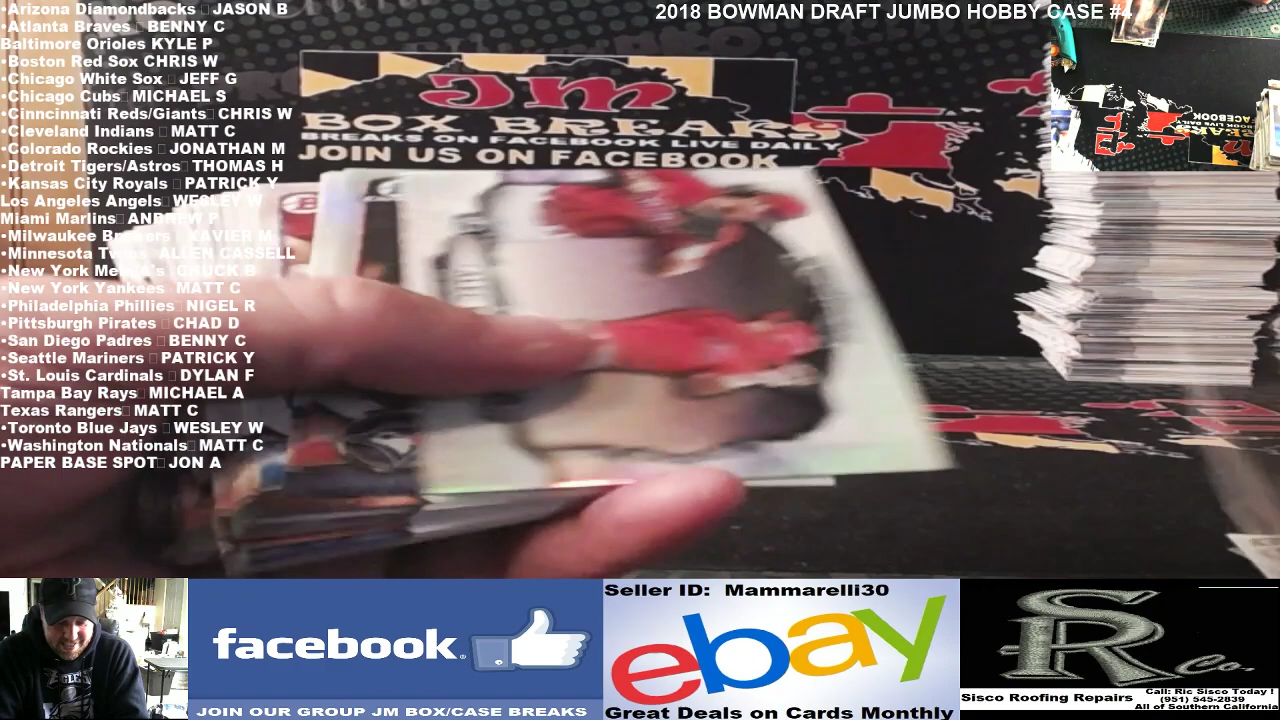 •Arizona Diamondbacks JASON B
•Atlanta Braves BENNY C
Baltimore Orioles KYLE P
•Boston Red Sox CHRIS W
•Chicago White Sox JEFF G
•Chicago Cubs MICHAEL S
•Cinncinnati Reds/Giants CHRIS W
•Cleveland Indians MATT C
•Colorado Rockies JONATHAN M
•Detroit Tigers/Astros THOMAS H
•Kansas City Royals PATRICK Y
Los Angeles Angels WESLEY W
Miami Marlins ANDREW P
•Milwaukee Brewers XAVIER M
•Minnesota Twins ALLEN CASSELL
•New York CHUCK B
•New York Yankees MATT C
•Philadelphia Phillies NIGEL R
•Pittsburgh Pirates CHAD D
•San Diego Padres BENNY C
•Seattle Mariners PATRICK Y
•St. Louis Cardinals DYLAN F
Tampa Bay Rays MICHAEL A
Texas Rangers MATT C
•Toronto Blue Jays WESLEY W
•Washington Nationals MATT C
PAPER BASE SPOT JON A
2018 BOWMAN DRAFT JUMBO HOBBY CASE #4
JM
BOX BREAKS
BREAKS ON FACEBOOK LIVE DAILY
JOIN US ON FACEBOOK
facebook
JOIN OUR GROUP JM BOX/CASE BREAKS
Seller ID: Mammarelli30
ebay
Great Deals on Cards Monthly
SR Co.
Sisco Roofing Repairs
Call: Ric Sisco Today !
(951) 545-2839
All of Southern California